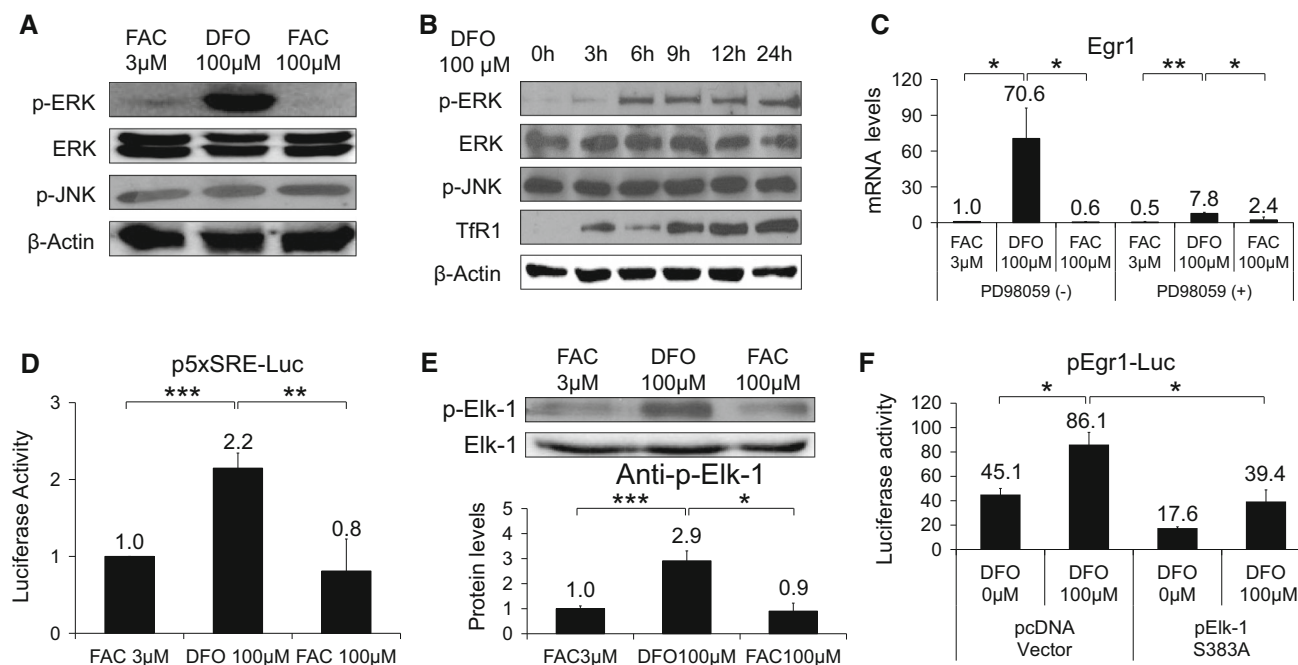 A
FAC DFO FAC
3µM 100µM 100µM
p-ERK
ERK
p-JNK
β-Actin
B
DFO
100 µM
0h 3h 6h 9h 12h 24h
p-ERK
ERK
p-JNK
TfR1
β-Actin
C
Egr1
* * ** *
mRNA levels
120
90
60
30
0
1.0 70.6 0.6 0.5 7.8 2.4
FAC DFO FAC FAC DFO FAC
3µM 100µM 100µM 3µM 100µM 100µM
PD98059 (-) PD98059 (+)
D
p5xSRE-Luc
*** **
Luciferase Activity
3
2
1
0
1.0 2.2 0.8
FAC 3µM DFO 100µM FAC 100µM
E
FAC DFO FAC
3µM 100µM 100µM
p-Elk-1
Elk-1
Anti-p-Elk-1
*** *
Protein levels
5
4
3
2
1
0
1.0 2.9 0.9
FAC3µM DFO100µM FAC100µM
F
pEgr1-Luc
* *
Luciferase activity
120
100
80
60
40
20
0
45.1 86.1 17.6 39.4
DFO DFO DFO DFO
0µM 100µM 0µM 100µM
pcDNA pElk-1
Vector S383A